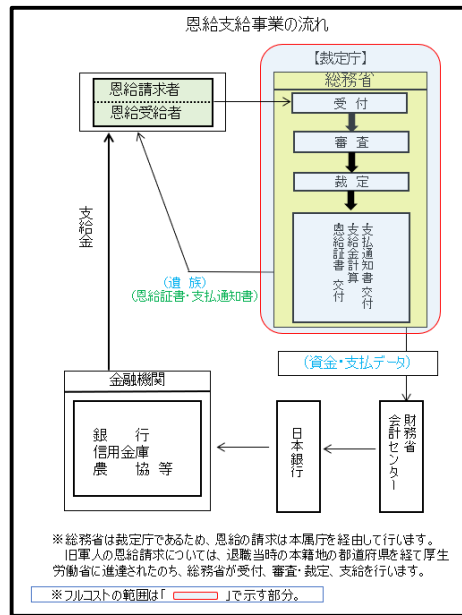 恩給支給事業の流れ
【裁定庁】
総務省
恩給請求者
恩給受給者
受 付
審 査
裁 定
支払通知書 交付
支給金計算
恩給証書 交付
支給金
(遺 族)
(恩給証書・支払通知書)
(資金・支払データ)
金融機関
銀 行
信用金庫
農 協 等
日本銀行
財務省
会計センター
※総務省は裁定庁であるため、恩給の請求は本属庁を経由して行います。
旧軍人の恩給請求については、退職当時の本籍地の都道府県を経て厚生
労働省に進達されたのち、総務省が受付、審査・裁定、支給を行います。
※フルコストの範囲は「 」で示す部分。